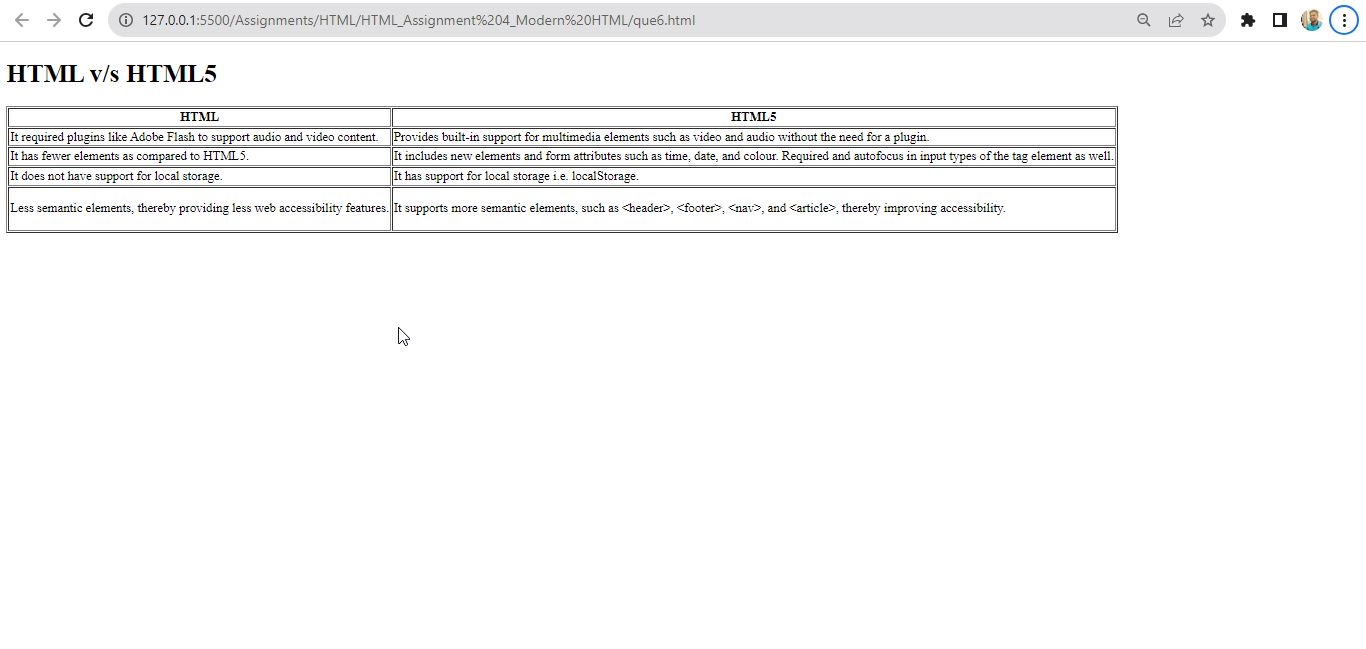 127.0.0.1:5500/Assignments/HTML/HTML_Assignment%204_Modern%20HTML/que6.html
HTML v/s HTML5
HTML HTML5
It required plugins like Adobe Flash to support audio and video content. Provides built-in support for multimedia elements such as video and audio without the need for a plugin.
It has fewer elements as compared to HTML5. It includes new elements and form attributes such as time, date, and colour. Required and autofocus in input types of the tag element as well.
It does not have support for local storage. It has support for local storage i.e. localStorage.
Less semantic elements, thereby providing less web accessibility features. It supports more semantic elements, such as <header>, <footer>, <nav>, and <article>, thereby improving accessibility.